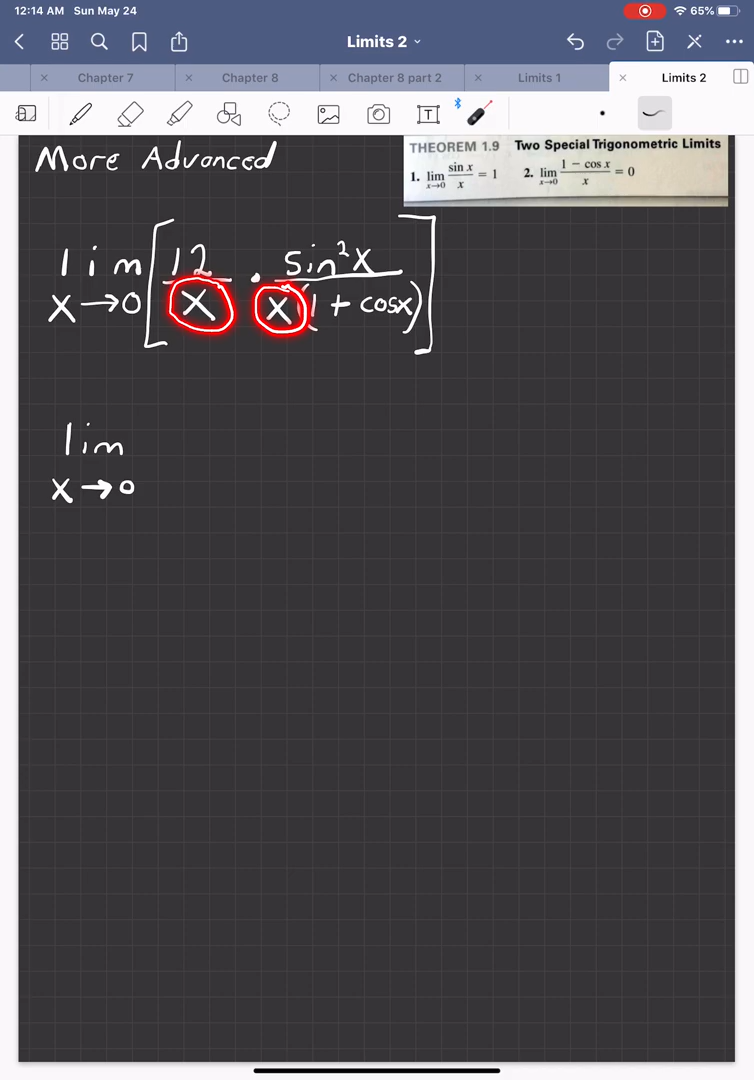 12:14 AM Sun May 24
65%
Limits 2
Chapter 7
Chapter 8
Chapter 8 part 2
Limits 1
Limits 2
T
More Advanced
THEOREM 1.9 Two Special Trigonometric Limits
1. lim x→0 sin x / x = 1 2. lim x→0 1 − cos x / x = 0
lim x→0 [ 12 / x · sin²x / x(1 + cosx) ]
lim
x→0